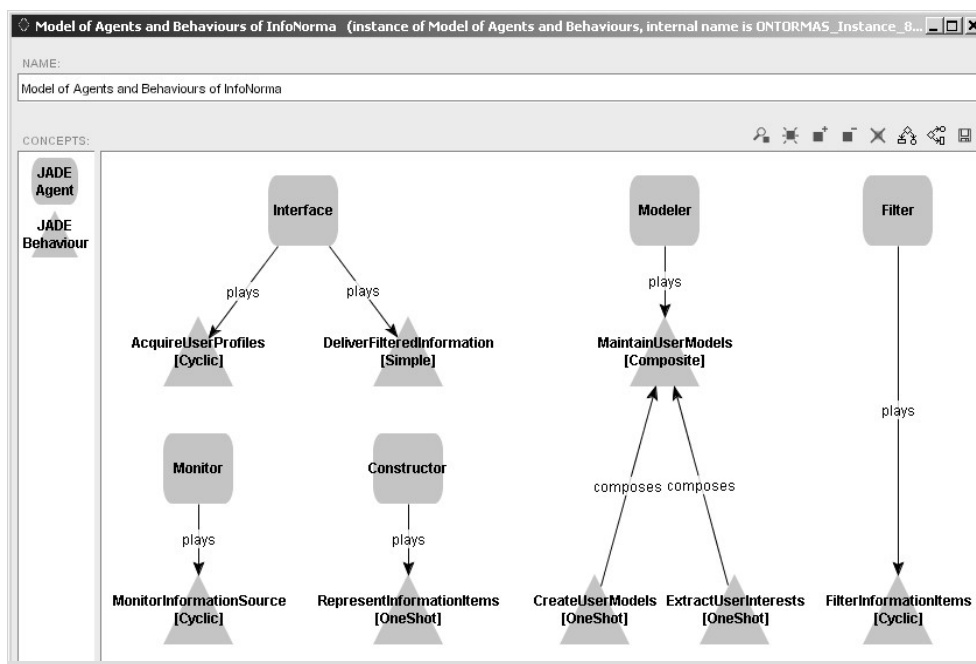 Model of Agents and Behaviours of InfoNorma (instance of Model of Agents and Behaviours, internal name is ONTORMAS_Instance_8...
NAME:
Model of Agents and Behaviours of InfoNorma
CONCEPTS:
JADE
Agent
JADE
Behaviour
Interface
Modeler
Filter
plays
plays
plays
AcquireUserProfiles
[Cyclic]
DeliverFilteredInformation
[Simple]
MaintainUserModels
[Composite]
plays
Monitor
Constructor
composes
composes
plays
plays
MonitorInformationSource
[Cyclic]
RepresentInformationItems
[OneShot]
CreateUserModels
[OneShot]
ExtractUserInterests
[OneShot]
FilterInformationItems
[Cyclic]